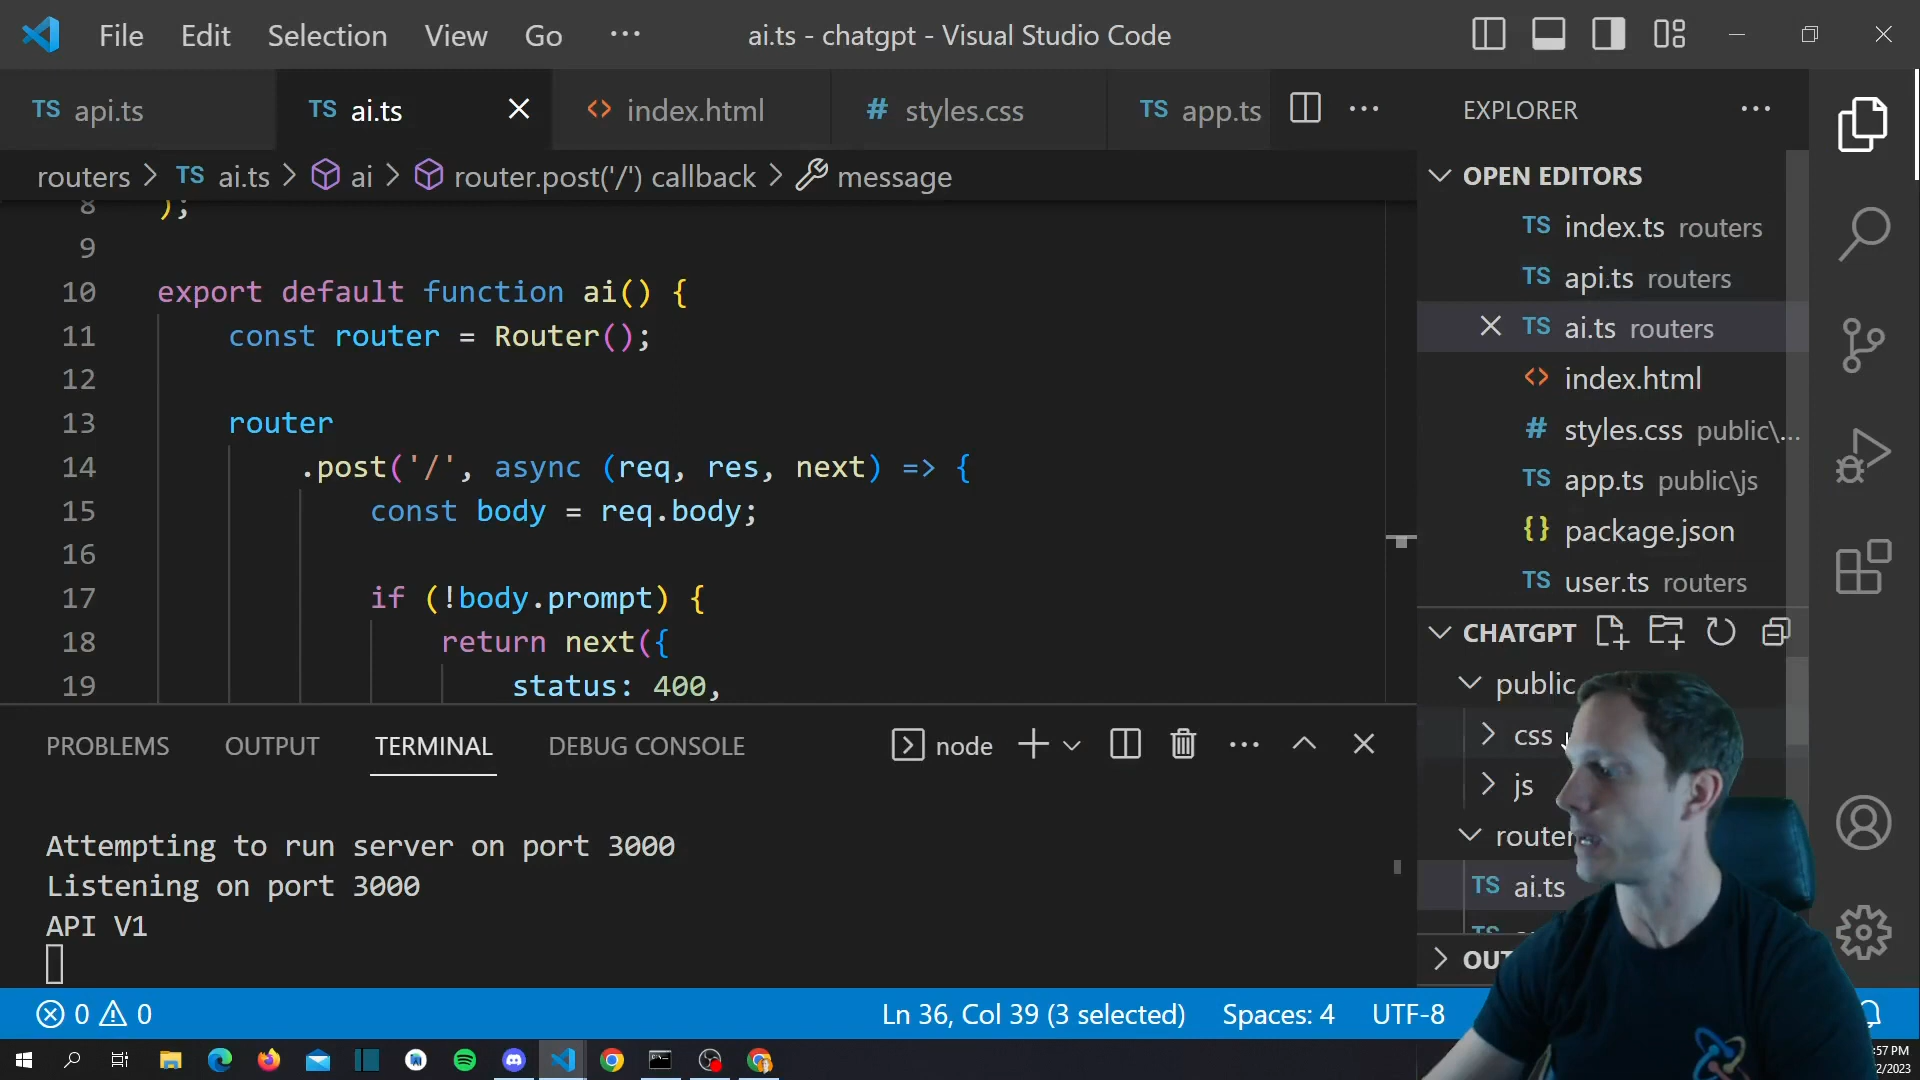 File Edit Selection View Go ··· ai.ts - chatgpt - Visual Studio Code
TS api.ts TS ai.ts index.html # styles.css TS app.ts ··· EXPLORER ···
routers > TS ai.ts > ai > router.post('/') callback > message
8 );
9
10 export default function ai() {
11 const router = Router();
12
13 router
14 .post('/', async (req, res, next) => {
15 const body = req.body;
16
17 if (!body.prompt) {
18 return next({
19 status: 400,
OPEN EDITORS
TS index.ts routers
TS api.ts routers
TS ai.ts routers
<> index.html
# styles.css public\...
TS app.ts public\js
{} package.json
TS user.ts routers
CHATGPT
public
css
js
TS ai.ts
PROBLEMS OUTPUT TERMINAL DEBUG CONSOLE node
Attempting to run server on port 3000
Listening on port 3000
API V1
0 0 Ln 36, Col 39 (3 selected) Spaces: 4 UTF-8
:57 PM
2/2023